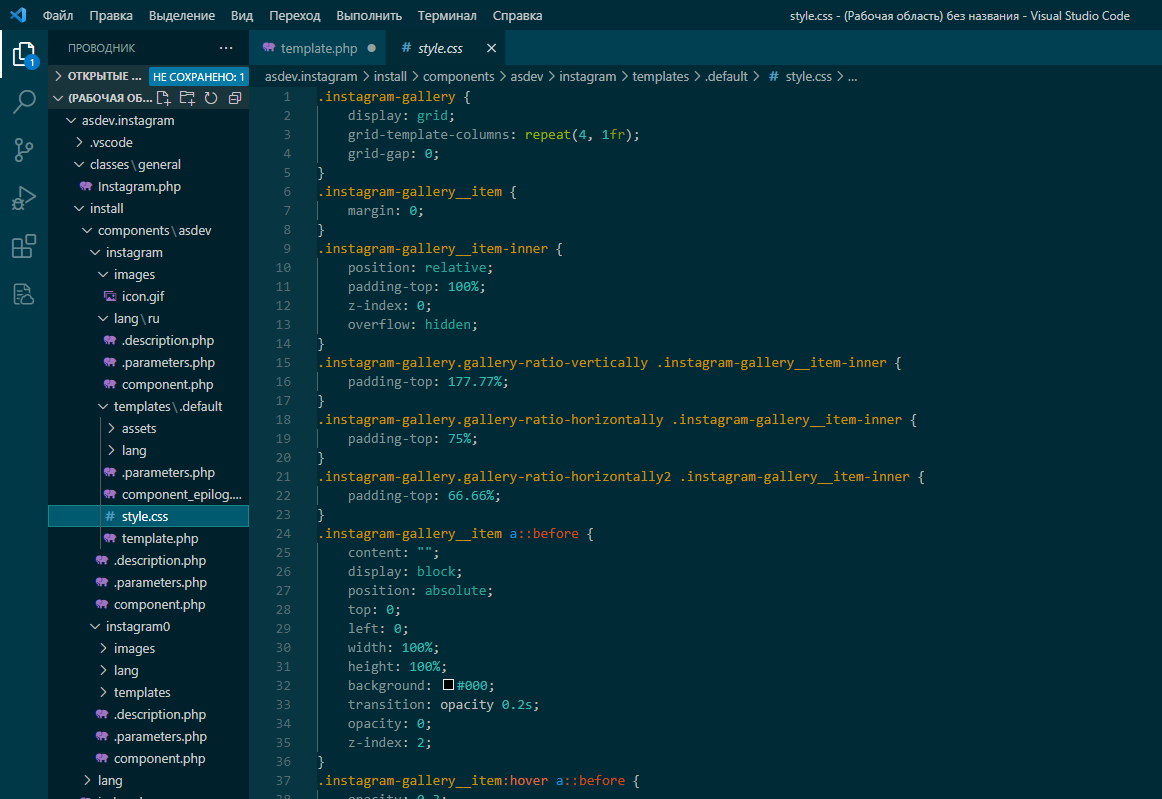 Файл Правка Выделение Вид Переход Выполнить Терминал Справка style.css - (Рабочая область) без названия - Visual Studio Code
ПРОВОДНИК ...
ОТКРЫТЫЕ ... НЕ СОХРАНЕНО: 1
(РАБОЧАЯ ОБ...
asdev.instagram
.vscode
classes\general
Instagram.php
install
components\asdev
instagram
images
icon.gif
lang\ru
.description.php
.parameters.php
component.php
templates\.default
assets
lang
.parameters.php
component_epilog....
style.css
template.php
.description.php
.parameters.php
component.php
instagram0
images
lang
templates
.description.php
.parameters.php
component.php
lang
1
template.php ●
# style.css ×
asdev.instagram > install > components > asdev > instagram > templates > .default > # style.css > ...
1 .instagram-gallery {
2 display: grid;
3 grid-template-columns: repeat(4, 1fr);
4 grid-gap: 0;
5 }
6 .instagram-gallery__item {
7 margin: 0;
8 }
9 .instagram-gallery__item-inner {
10 position: relative;
11 padding-top: 100%;
12 z-index: 0;
13 overflow: hidden;
14 }
15 .instagram-gallery.gallery-ratio-vertically .instagram-gallery__item-inner {
16 padding-top: 177.77%;
17 }
18 .instagram-gallery.gallery-ratio-horizontally .instagram-gallery__item-inner {
19 padding-top: 75%;
20 }
21 .instagram-gallery.gallery-ratio-horizontally2 .instagram-gallery__item-inner {
22 padding-top: 66.66%;
23 }
24 .instagram-gallery__item a::before {
25 content: "";
26 display: block;
27 position: absolute;
28 top: 0;
29 left: 0;
30 width: 100%;
31 height: 100%;
32 background: #000;
33 transition: opacity 0.2s;
34 opacity: 0;
35 z-index: 2;
36 }
37 .instagram-gallery__item:hover a::before {